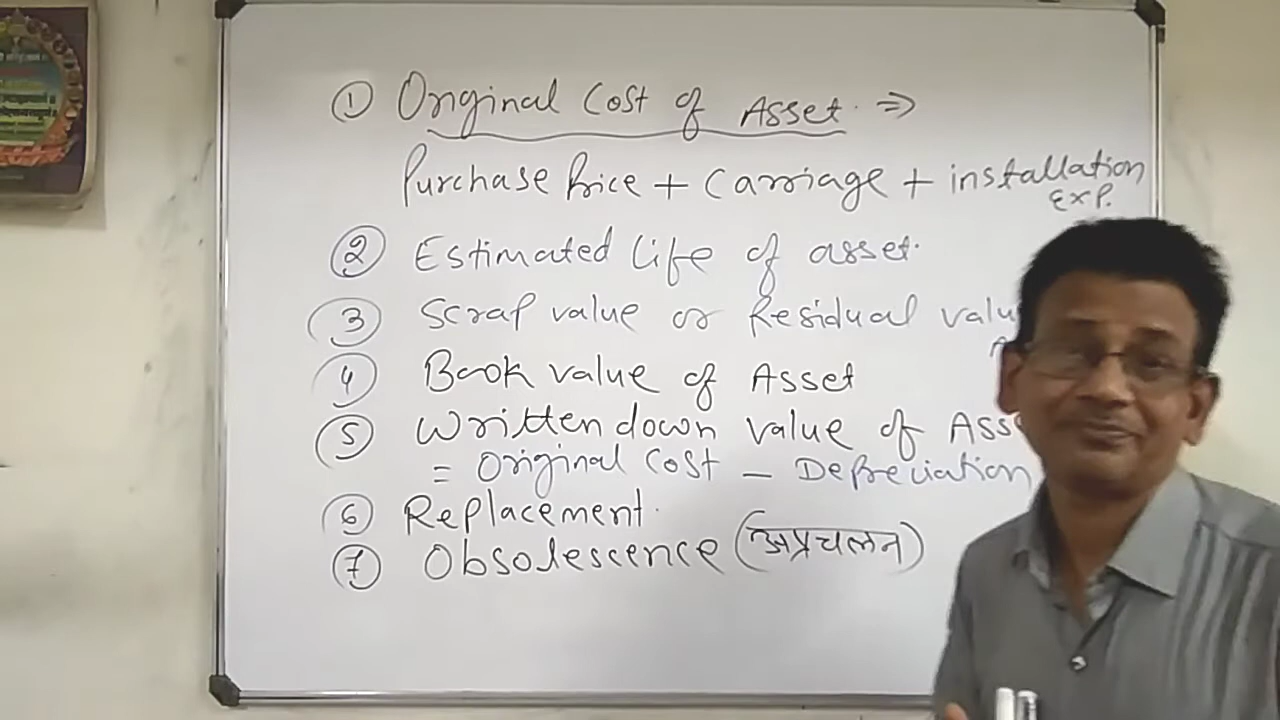 ① Original Cost of Asset. ⇒
Purchase Price + Carriage + installation
Exp.
② Estimated life of asset.
③ Scrap value or Residual
④ Book value of Asset
⑤ Written down value of
= Original Cost – Depreciation
⑥ Replacement.
⑦ Obsolescence (अप्रचलन)